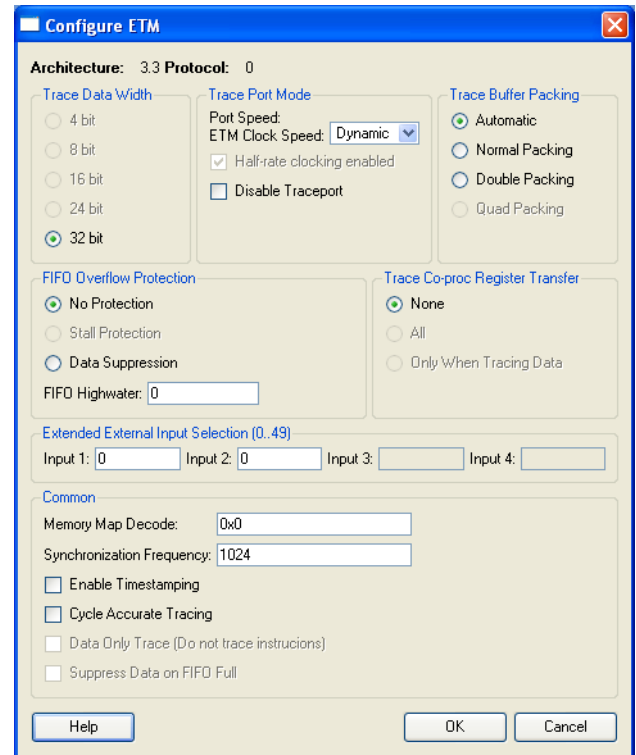 Configure ETM
Architecture: 3.3 Protocol: 0
Trace Data Width
4 bit
8 bit
16 bit
24 bit
32 bit
Trace Port Mode
Port Speed:
ETM Clock Speed: Dynamic
Half-rate clocking enabled
Disable Traceport
Trace Buffer Packing
Automatic
Normal Packing
Double Packing
Quad Packing
FIFO Overflow Protection
No Protection
Stall Protection
Data Suppression
FIFO Highwater: 0
Trace Co-proc Register Transfer
None
All
Only When Tracing Data
Extended External Input Selection (0..49)
Input 1: 0 Input 2: 0 Input 3: Input 4:
Common
Memory Map Decode: 0x0
Synchronization Frequency: 1024
Enable Timestamping
Cycle Accurate Tracing
Data Only Trace (Do not trace instrucions)
Suppress Data on FIFO Full
Help OK Cancel